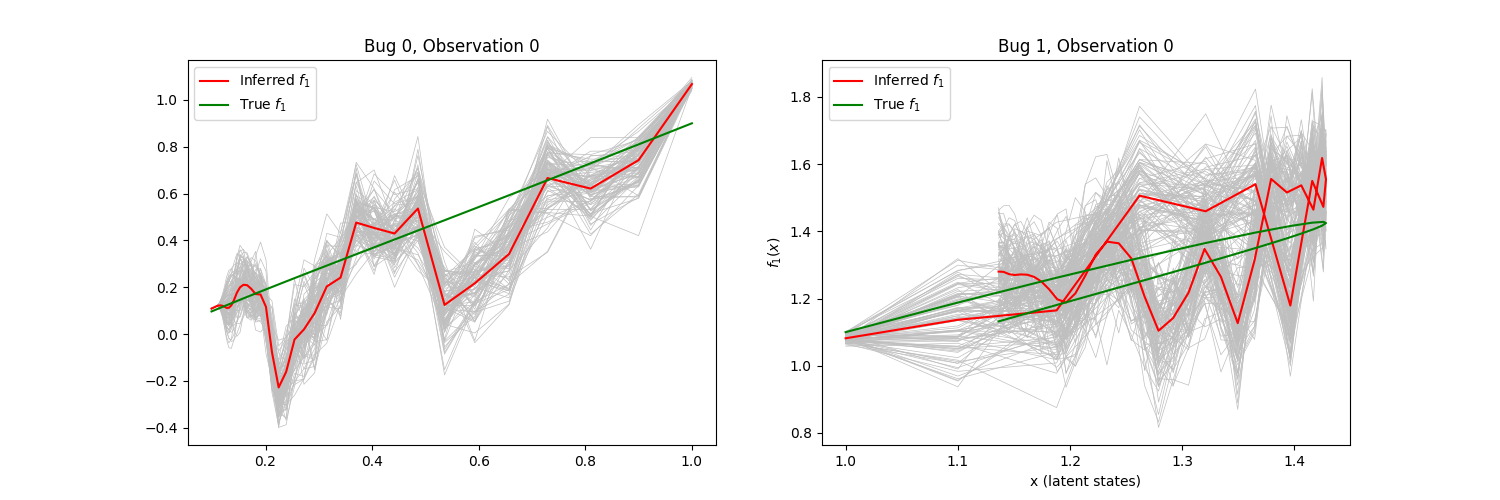 Bug 0, Observation 0
Inferred f₁
True f₁
1.0
0.8
0.6
0.4
0.2
0.0
−0.2
−0.4
0.2 0.4 0.6 0.8 1.0
Bug 1, Observation 0
Inferred f₁
True f₁
f₁(x)
1.8
1.6
1.4
1.2
1.0
0.8
1.0 1.1 1.2 1.3 1.4
x (latent states)